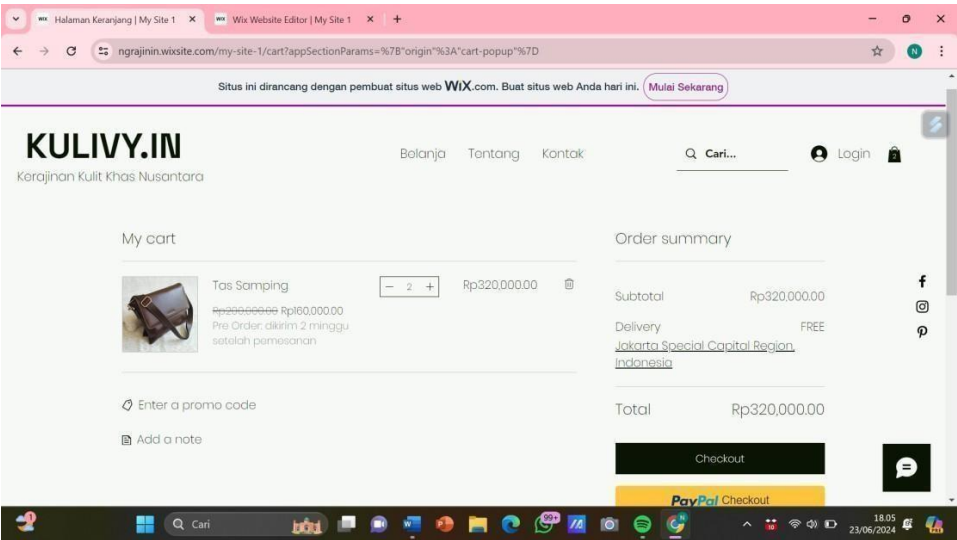 Halaman Keranjang | My Site 1
Wix Website Editor | My Site 1
ngrajinin.wixsite.com/my-site-1/cart?appSectionParams=%7B"origin"%3A"cart-popup"%7D
N
Situs ini dirancang dengan pembuat situs web WiX.com. Buat situs web Anda hari ini. Mulai Sekarang
KULIVY.IN
Kerajinan Kulit Khas Nusantara
Belanja Tentang Kontak
Cari...
Login
2
My cart
Tas Samping
Rp200,000.00 Rp160,000.00
Pre Order: dikirim 2 minggu
setelah pemesanan
− 2 +
Rp320,000.00
Enter a promo code
Add a note
Order summary
Subtotal Rp320,000.00
Delivery FREE
Jakarta Special Capital Region,
Indonesia
Total Rp320,000.00
Checkout
PayPal Checkout
Cari
99+
18.05
23/06/2024